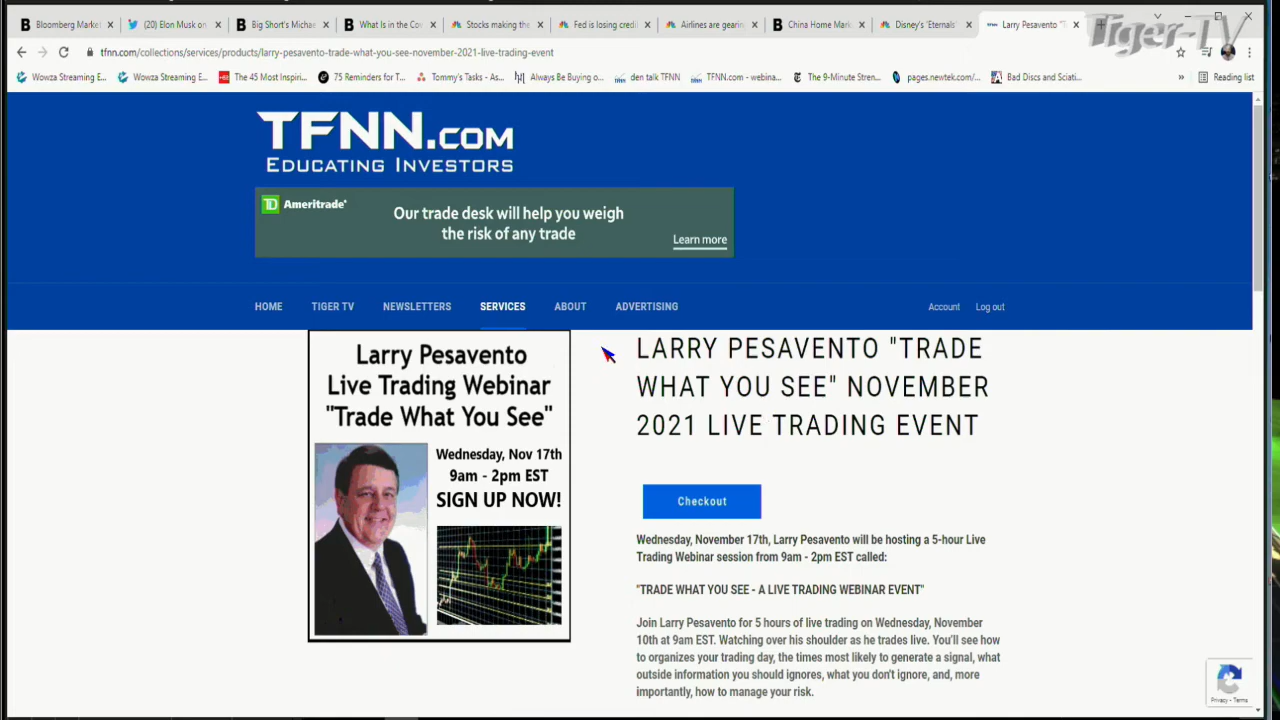 Bloomberg Market
(20) Elon Musk on
Big Short's Micha
What Is in the Cov
Stocks making the
Fed is losing credi
Airlines are gearin
China Home Mark
Disney's 'Eternals'
Larry Pesavento "T
Tiger-TV
tfnn.com/collections/services/products/larry-pesavento-trade-what-you-see-november-2021-live-trading-event
Wowza Streaming E...
Wowza Streaming E...
The 45 Most Inspiri...
75 Reminders for T...
Tommy's Tasks - As...
Always Be Buying o...
den talk TFNN
TFNN.com - webina...
The 9-Minute Stren...
pages.newtek.com/...
Bad Discs and Sciati...
»
Reading list
TFNN.COM
EDUCATING INVESTORS
TD Ameritrade
Our trade desk will help you weigh
the risk of any trade
Learn more
HOME TIGER TV NEWSLETTERS SERVICES ABOUT ADVERTISING Account Log out
Larry Pesavento
Live Trading Webinar
"Trade What You See"
Wednesday, Nov 17th
9am - 2pm EST
SIGN UP NOW!
LARRY PESAVENTO "TRADE
WHAT YOU SEE" NOVEMBER
2021 LIVE TRADING EVENT
Checkout
Wednesday, November 17th, Larry Pesavento will be hosting a 5-hour Live
Trading Webinar session from 9am - 2pm EST called:
"TRADE WHAT YOU SEE - A LIVE TRADING WEBINAR EVENT"
Join Larry Pesavento for 5 hours of live trading on Wednesday, November
10th at 9am EST. Watching over his shoulder as he trades live. You'll see how
to organizes your trading day, the times most likely to generate a signal, what
outside information you should ignores, what you don't ignore, and, more
importantly, how to manage your risk.
Privacy - Terms